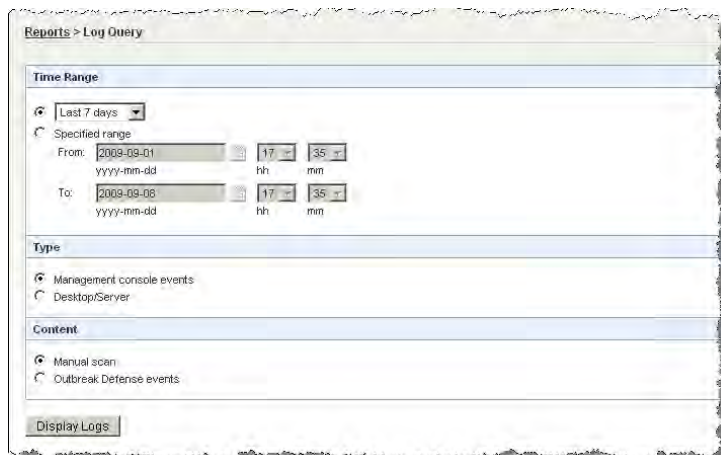 Reports > Log Query
Time Range
Last 7 days
Specified range
From: 2009-09-01 17 35
yyyy-mm-dd hh mm
To: 2009-09-08 17 35
yyyy-mm-dd hh mm
Type
Management console events
Desktop/Server
Content
Manual scan
Outbreak Defense events
Display Logs